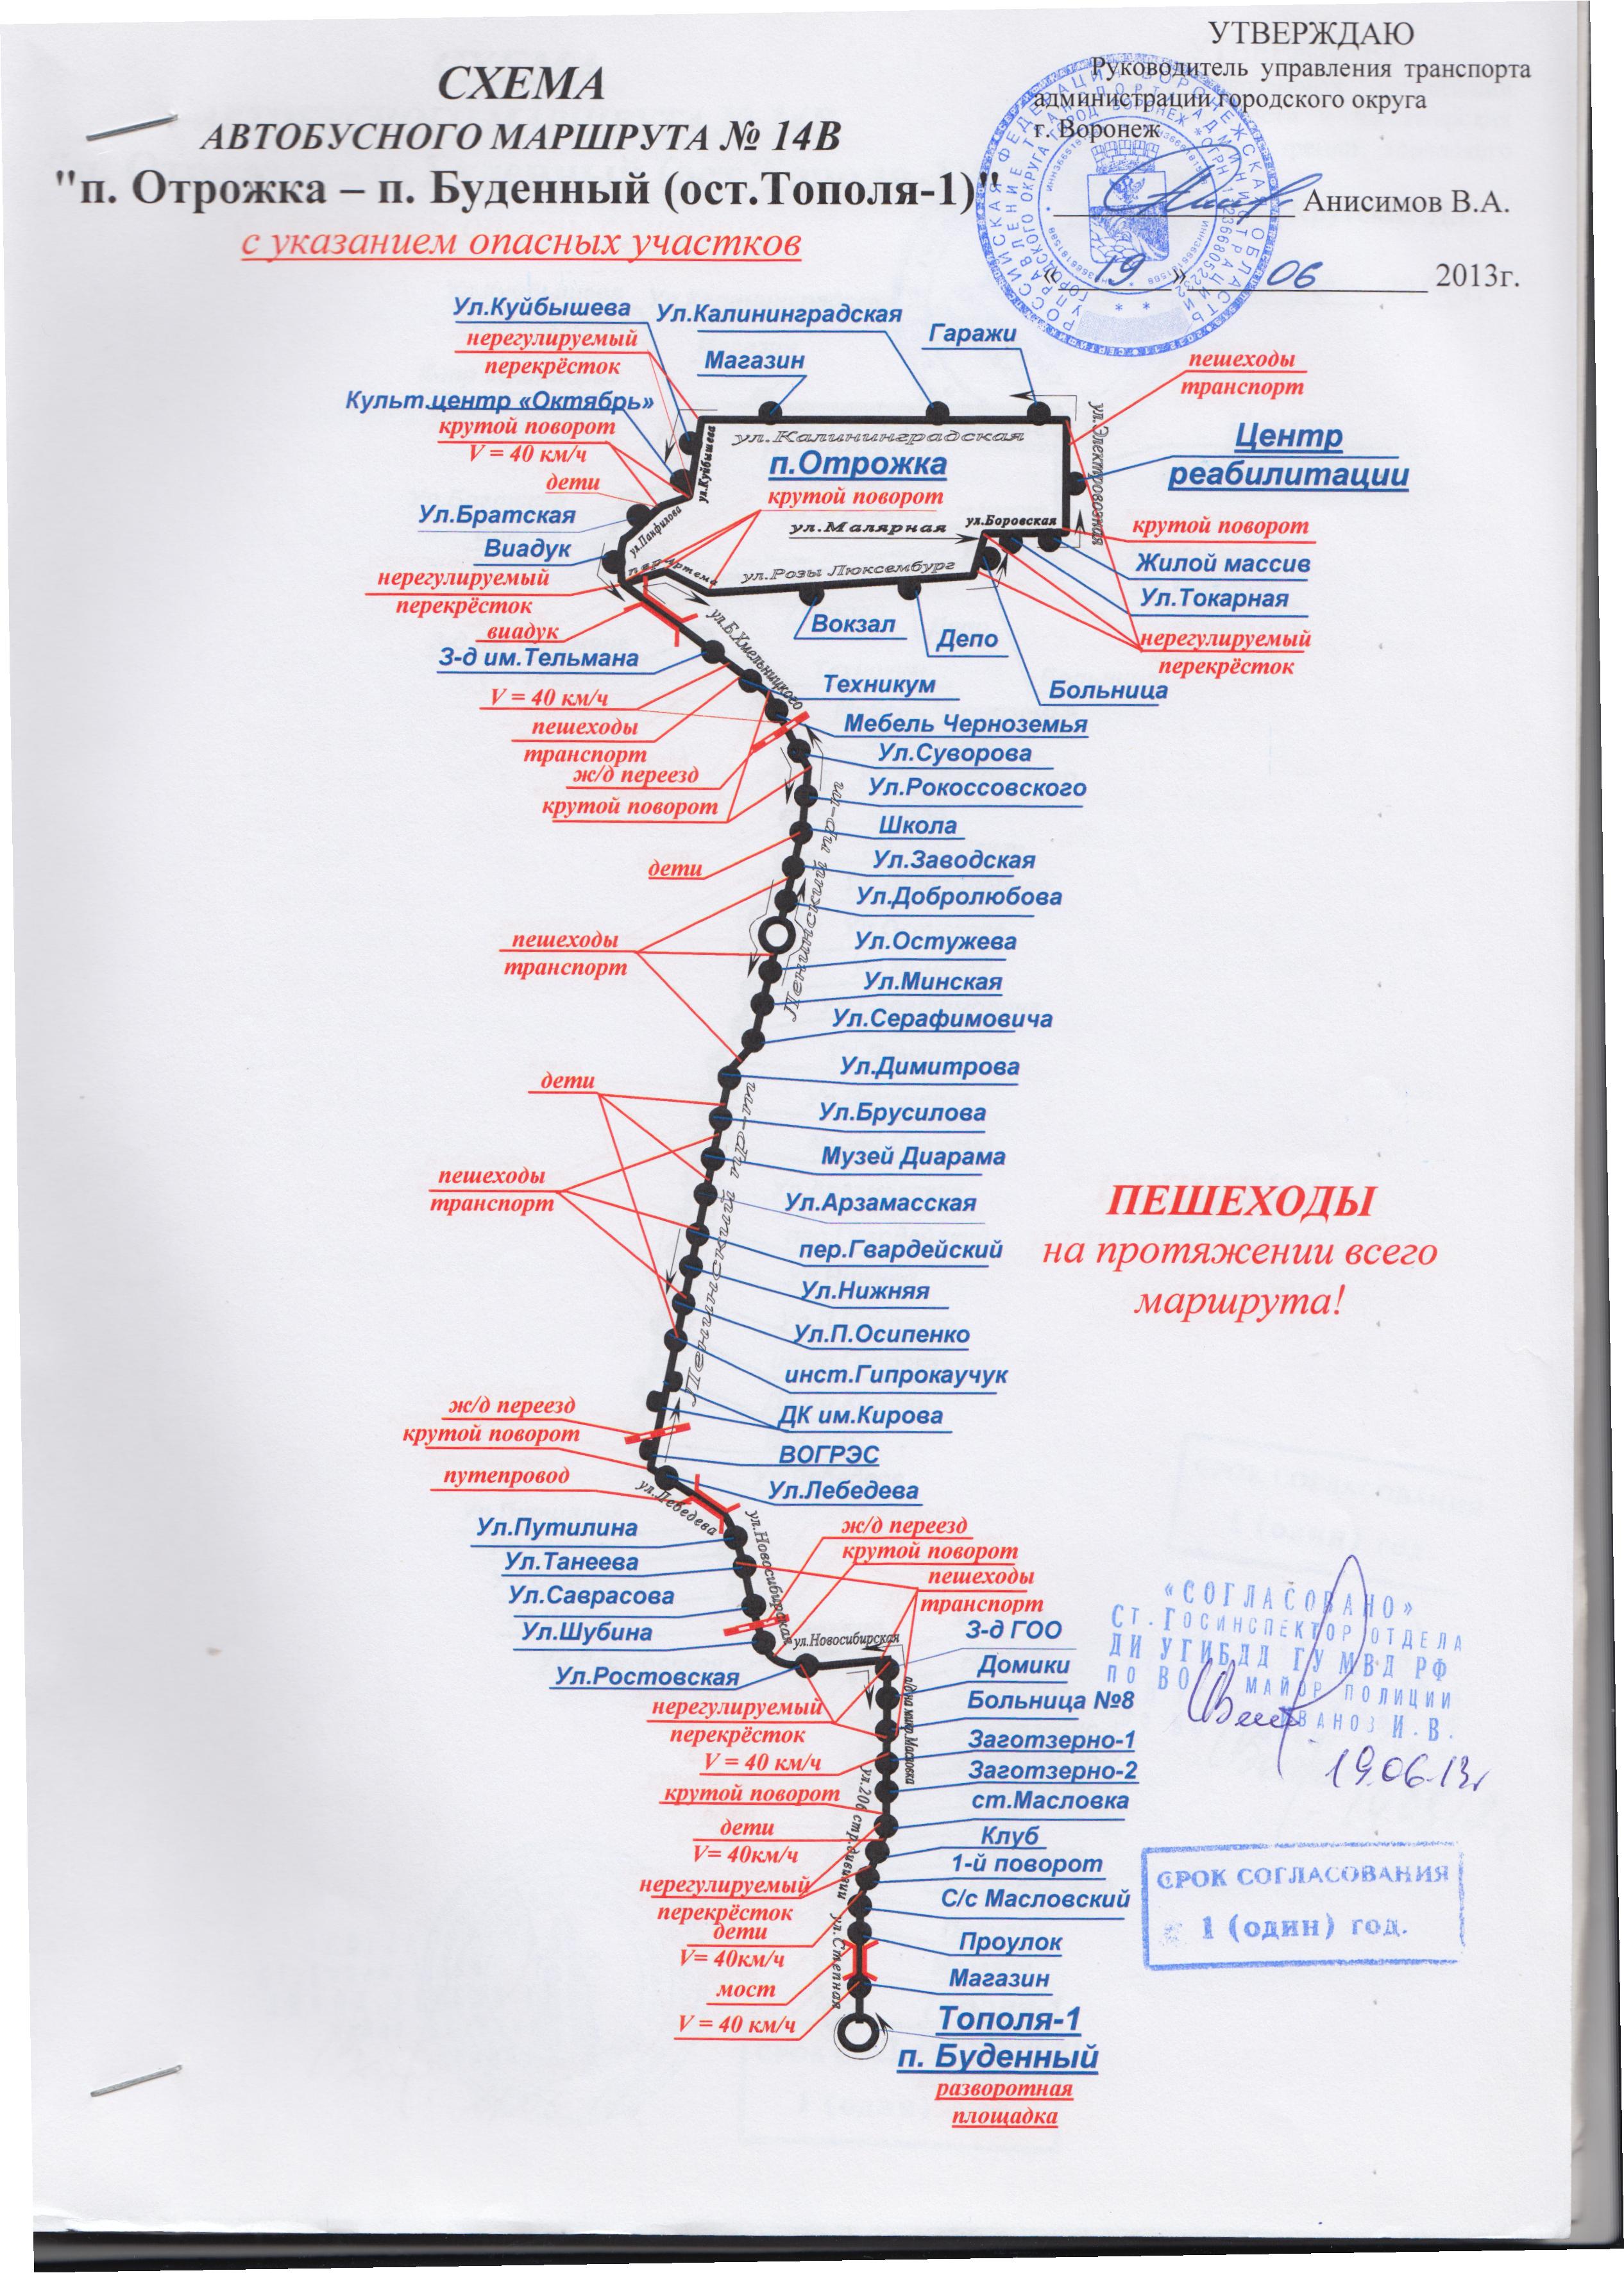 УТВЕРЖДАЮ
Руководитель управления транспорта
администрации городского округа
г. Воронеж
Анисимов В.А.
« 19 » 06 2013г.
СХЕМА
АВТОБУСНОГО МАРШРУТА № 14В
"п. Отрожка – п. Буденный (ост.Тополя-1)"
с указанием опасных участков
Ул.Куйбышева
Ул.Калининградская
Гаражи
нерегулируемый
перекрёсток
Магазин
пешеходы
транспорт
Культ.центр «Октябрь»
крутой поворот
V = 40 км/ч
ул.Куйбышева
ул.Калининградская
ул.Электровозная
Центр
реабилитации
п.Отрожка
дети
крутой поворот
Ул.Братская
ул.Панфилова
ул.Малярная
ул.Боровская
крутой поворот
Виадук
Жилой массив
нерегулируемый
перекрёсток
пер.Артема
ул.Розы Люксембург
Ул.Токарная
виадук
ул.Б.Хмельницкого
Вокзал
Депо
нерегулируемый
перекрёсток
З-д им.Тельмана
Техникум
Больница
V = 40 км/ч
Мебель Черноземья
пешеходы
транспорт
Ул.Суворова
ж/д переезд
Ул.Рокоссовского
крутой поворот
Школа
Ленинский пр-т
дети
Ул.Заводская
Ул.Добролюбова
пешеходы
транспорт
Ул.Остужева
Ул.Минская
Ул.Серафимовича
Ул.Димитрова
дети
Ул.Брусилова
Музей Диарама
Ленинский пр-т
пешеходы
транспорт
Ул.Арзамасская
ПЕШЕХОДЫ
на протяжении всего
маршрута!
пер.Гвардейский
Ул.Нижняя
Ул.П.Осипенко
инст.Гипрокаучук
ж/д переезд
ДК им.Кирова
крутой поворот
ВОГРЭС
путепровод
Ул.Лебедева
ул.Лебедева
Ул.Путилина
ул.Новосибирская
ж/д переезд
крутой поворот
Ул.Танеева
пешеходы
транспорт
Ул.Саврасова
Ул.Шубина
ул.Новосибирская
З-д ГОО
Ул.Ростовская
Домики
нерегулируемый
перекрёсток
Больница №8
V = 40 км/ч
Заготзерно-1
крутой поворот
Заготзерно-2
ст.Масловка
дети
V= 40км/ч
Клуб
1-й поворот
нерегулируемый
перекрёсток
С/с Масловский
дети
V= 40км/ч
Проулок
мост
ул.Степная
Магазин
V = 40 км/ч
Тополя-1
п. Буденный
разворотная
площадка
«СОГЛАСОВАНО»
СТ.ГОСИНСПЕКТОР ОТДЕЛА
ДИ УГИБДД ГУ МВД РФ
ПО ВО МАЙОР ПОЛИЦИИ
ИВАНОВ И.В.
19.06.13г
СРОК СОГЛАСОВАНИЯ
1 (один) год.